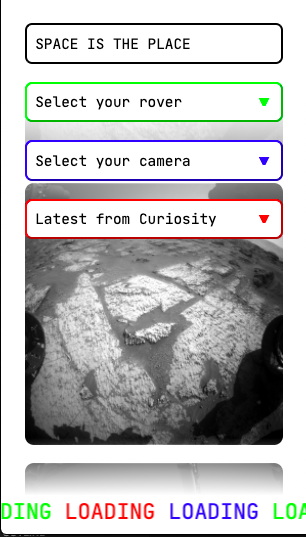 SPACE IS THE PLACE
Select your rover
Select your camera
Latest from Curiosity
DING LOADING LOADING LOA